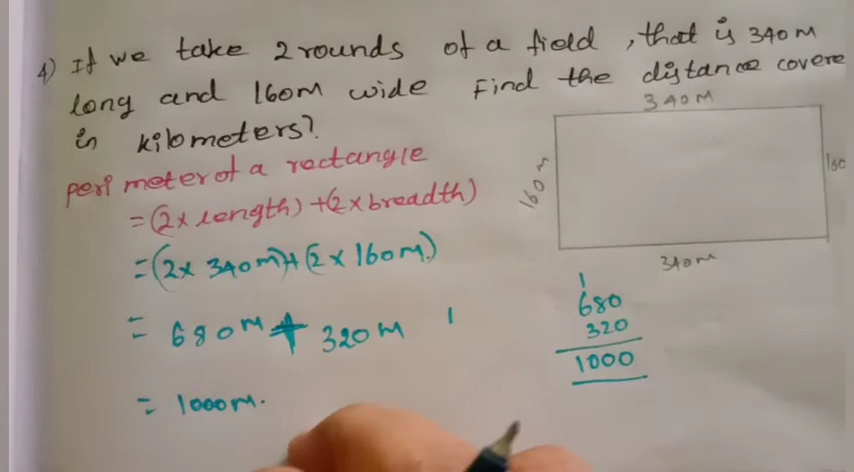 4) If we take 2 rounds of a field , that is 340m
long and 160m wide Find the distance covere
in kilometers?
340M
160m
160
340m
perimeter of a rectangle
= (2x length) + (2 x breadth)
= (2x 340m)+(2 x 160m)
= 680m + 320m
= 1000m.
1
680
320
1000